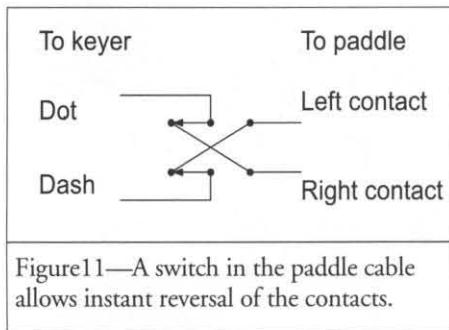 To keyer To paddle
Dot Left contact
Dash Right contact
Figure11—A switch in the paddle cable
allows instant reversal of the contacts.